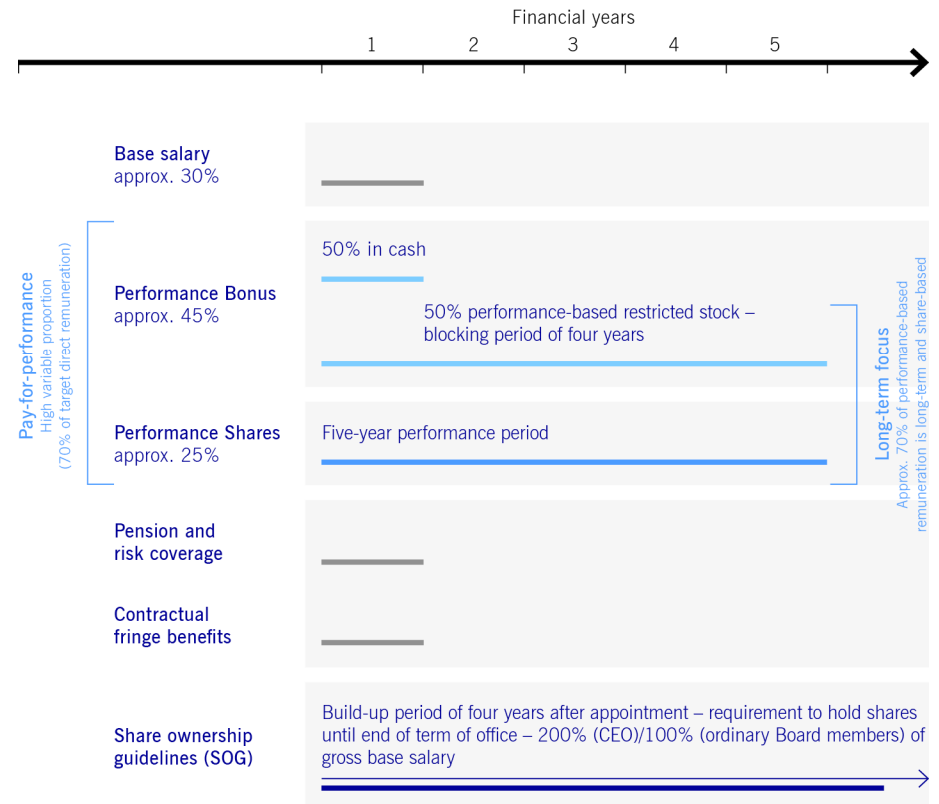 Financial years
1 2 3 4 5
Base salary
approx. 30%
Pay-for-performance
High variable proportion
(70% of target direct remuneration)
Performance Bonus
approx. 45%
50% in cash
50% performance-based restricted stock –
blocking period of four years
Performance Shares
approx. 25%
Five-year performance period
Long-term focus
Approx. 70% of performance-based
remuneration is long-term and share-based
Pension and
risk coverage
Contractual
fringe benefits
Share ownership
guidelines (SOG)
Build-up period of four years after appointment – requirement to hold shares
until end of term of office – 200% (CEO)/100% (ordinary Board members) of
gross base salary